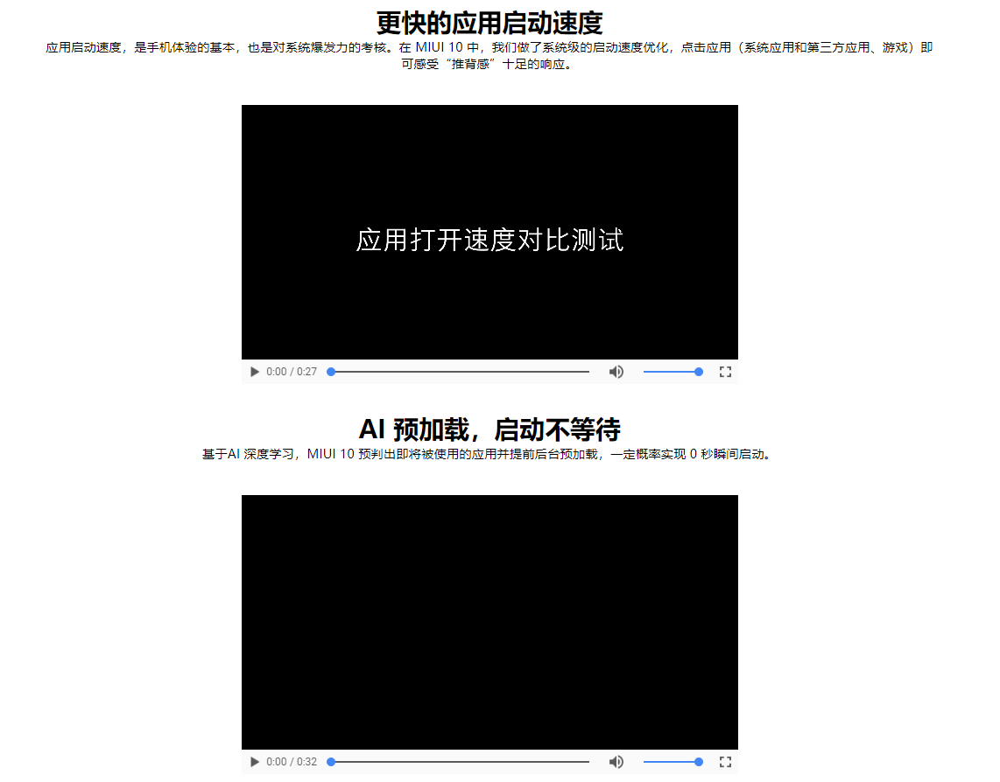 更快的应用启动速度
应用启动速度，是手机体验的基本，也是对系统爆发力的考核。在 MIUI 10 中，我们做了系统级的启动速度优化，点击应用（系统应用和第三方应用、游戏）即
可感受“推背感”十足的响应。
应用打开速度对比测试
0:00 / 0:27
AI 预加载，启动不等待
基于AI 深度学习，MIUI 10 预判出即将被使用的应用并提前后台预加载，一定概率实现 0 秒瞬间启动。
0:00 / 0:32